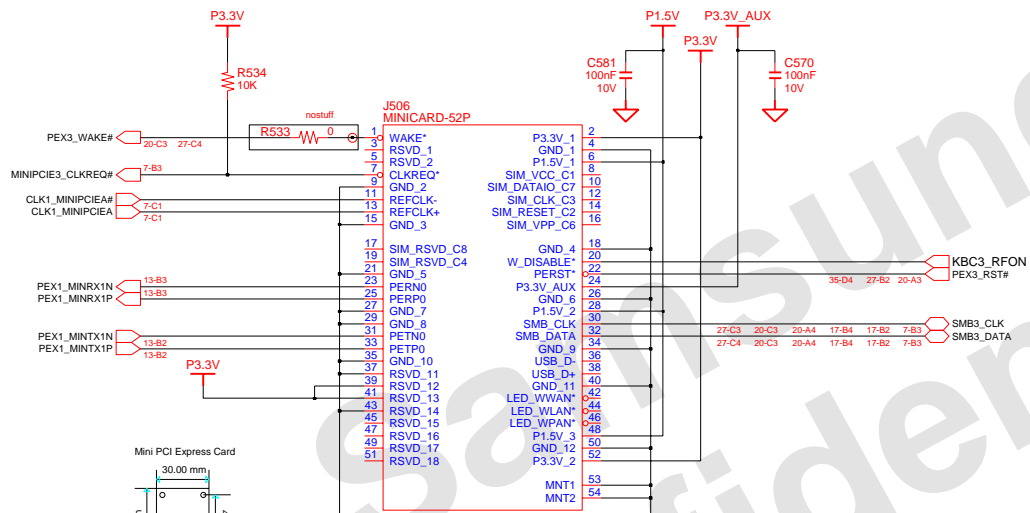 P3.3V
P1.5V
P3.3V_AUX
P3.3V
R534
10K
C581
100nF
10V
C570
100nF
10V
nostuff
J506
MINICARD-52P
PEX3_WAKE#
20-C3 27-C4
R533 0
1 WAKE*
3 RSVD_1
5 RSVD_2
MINIPCIE3_CLKREQ#
7-B3
7 CLKREQ*
9 GND_2
CLK1_MINIPCIEA#
7-C1
11 REFCLK-
CLK1_MINIPCIEA
7-C1
13 REFCLK+
15 GND_3
17 SIM_RSVD_C8
19 SIM_RSVD_C4
21 GND_5
PEX1_MINRX1N
13-B3
23 PERN0
PEX1_MINRX1P
13-B3
25 PERP0
27 GND_7
29 GND_8
PEX1_MINTX1N
13-B2
31 PETN0
PEX1_MINTX1P
13-B2
33 PETP0
35 GND_10
P3.3V
37 RSVD_11
39 RSVD_12
41 RSVD_13
43 RSVD_14
45 RSVD_15
47 RSVD_16
49 RSVD_17
51 RSVD_18
P3.3V_1 2
GND_1 4
P1.5V_1 6
SIM_VCC_C1 8
SIM_DATAIO_C7 10
SIM_CLK_C3 12
SIM_RESET_C2 14
SIM_VPP_C6 16
GND_4 18
W_DISABLE* 20
KBC3_RFON
PERST* 22
35-D4 27-B2 20-A3
PEX3_RST#
P3.3V_AUX 24
GND_6 26
P1.5V_2 28
SMB_CLK 30
27-C3 20-C3 20-A4 17-B4 17-B2 7-B3
SMB3_CLK
SMB_DATA 32
27-C4 20-C3 20-A4 17-B4 17-B2 7-B3
SMB3_DATA
GND_9 34
USB_D- 36
USB_D+ 38
GND_11 40
LED_WWAN* 42
LED_WLAN* 44
LED_WPAN* 46
P1.5V_3 48
GND_12 50
P3.3V_2 52
MNT1 53
MNT2 54
Mini PCI Express Card
30.00 mm
Samsung